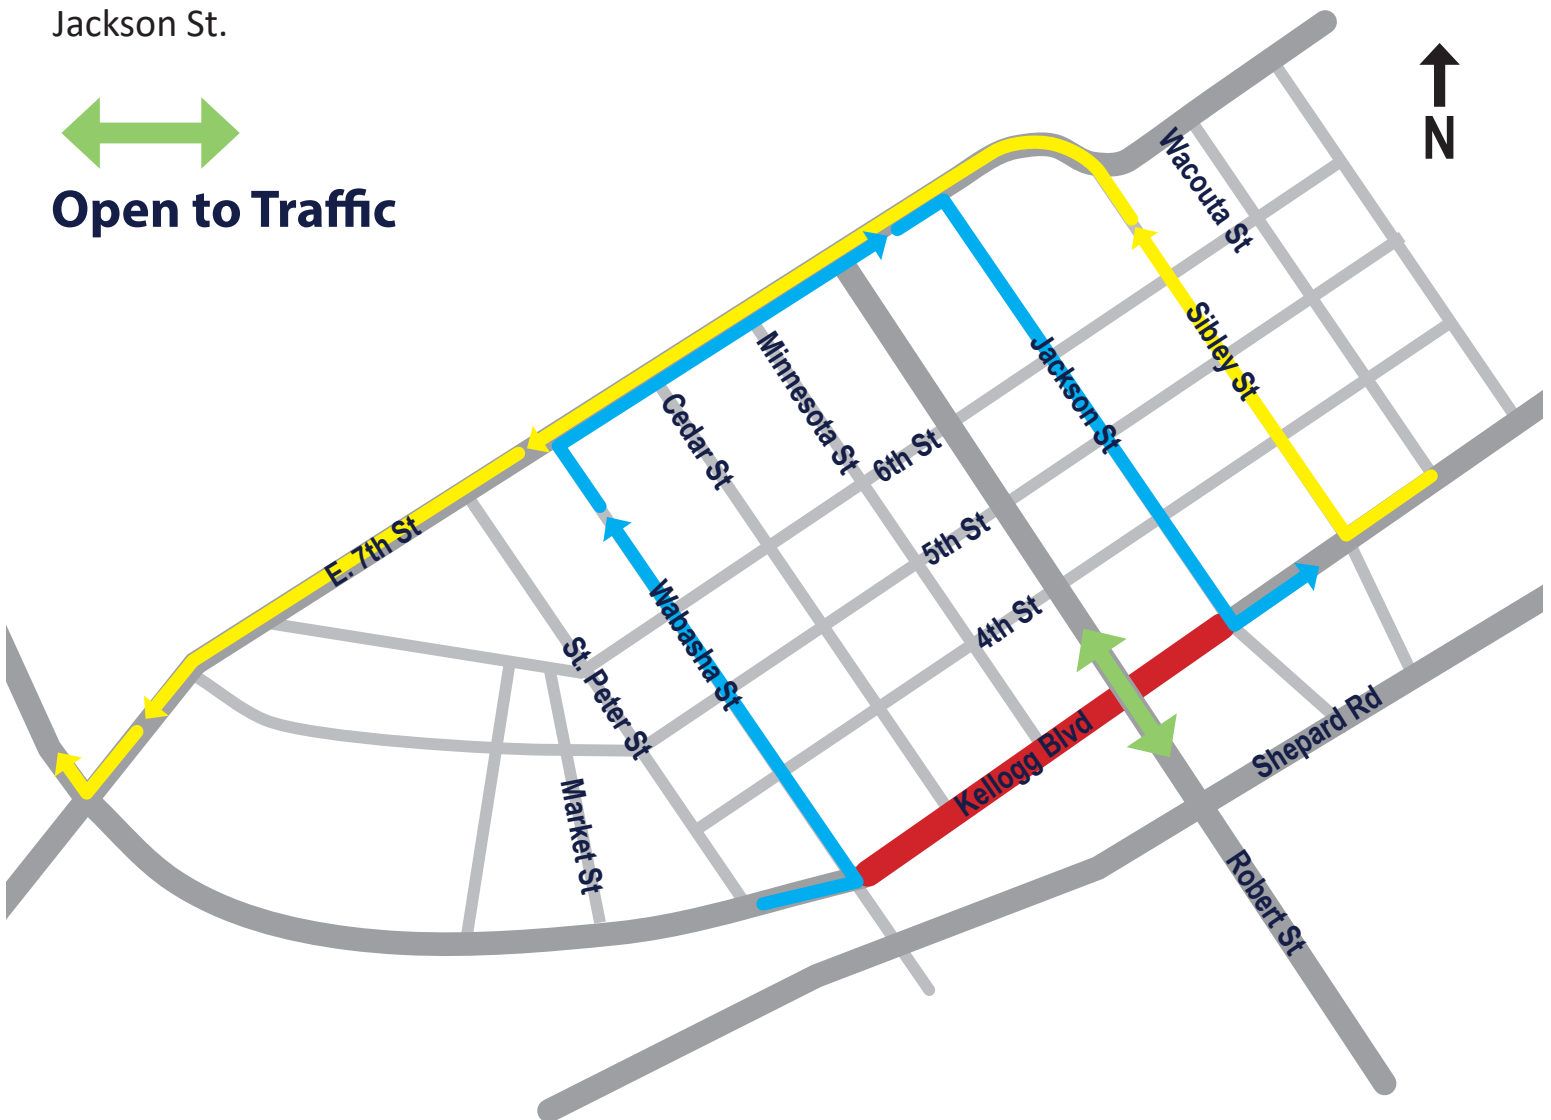 Jackson St.
N
Open to Traffic
Wacouta St
Sibley St
Jackson St
Minnesota St
Cedar St
6th St
5th St
E. 7th St
4th St
Wabasha St
St. Peter St
Kellogg Blvd
Shepard Rd
Market St
Robert St